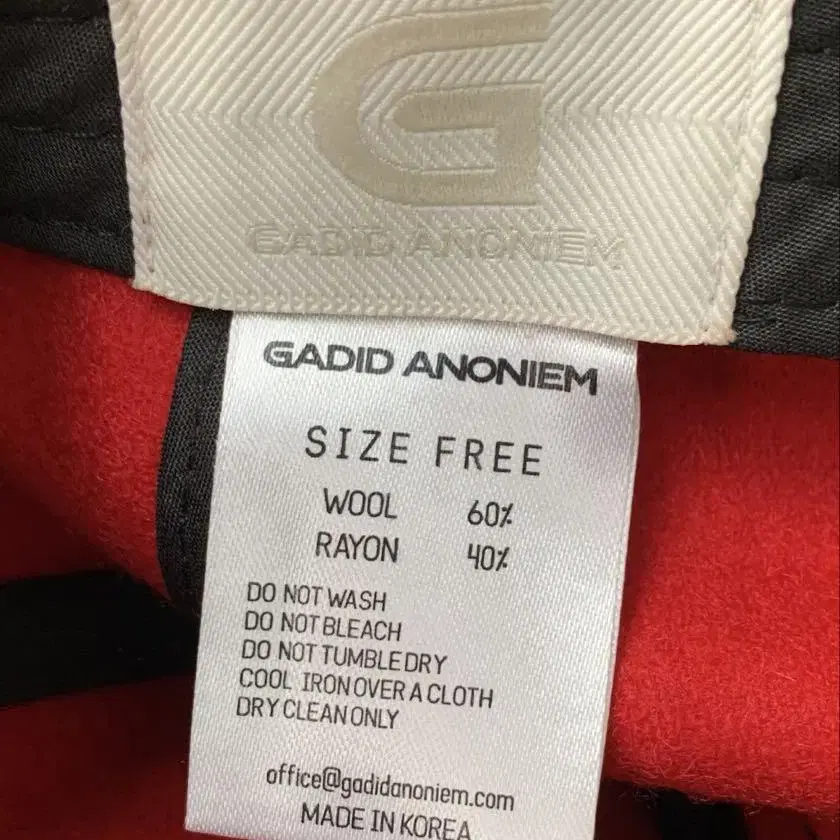 G
GADID ANONIEM
GADID ANONIEM
SIZE FREE
WOOL 60%
RAYON 40%
DO NOT WASH
DO NOT BLEACH
DO NOT TUMBLE DRY
COOL IRON OVER A CLOTH
DRY CLEAN ONLY
office@gadidanoniem.com
MADE IN KOREA